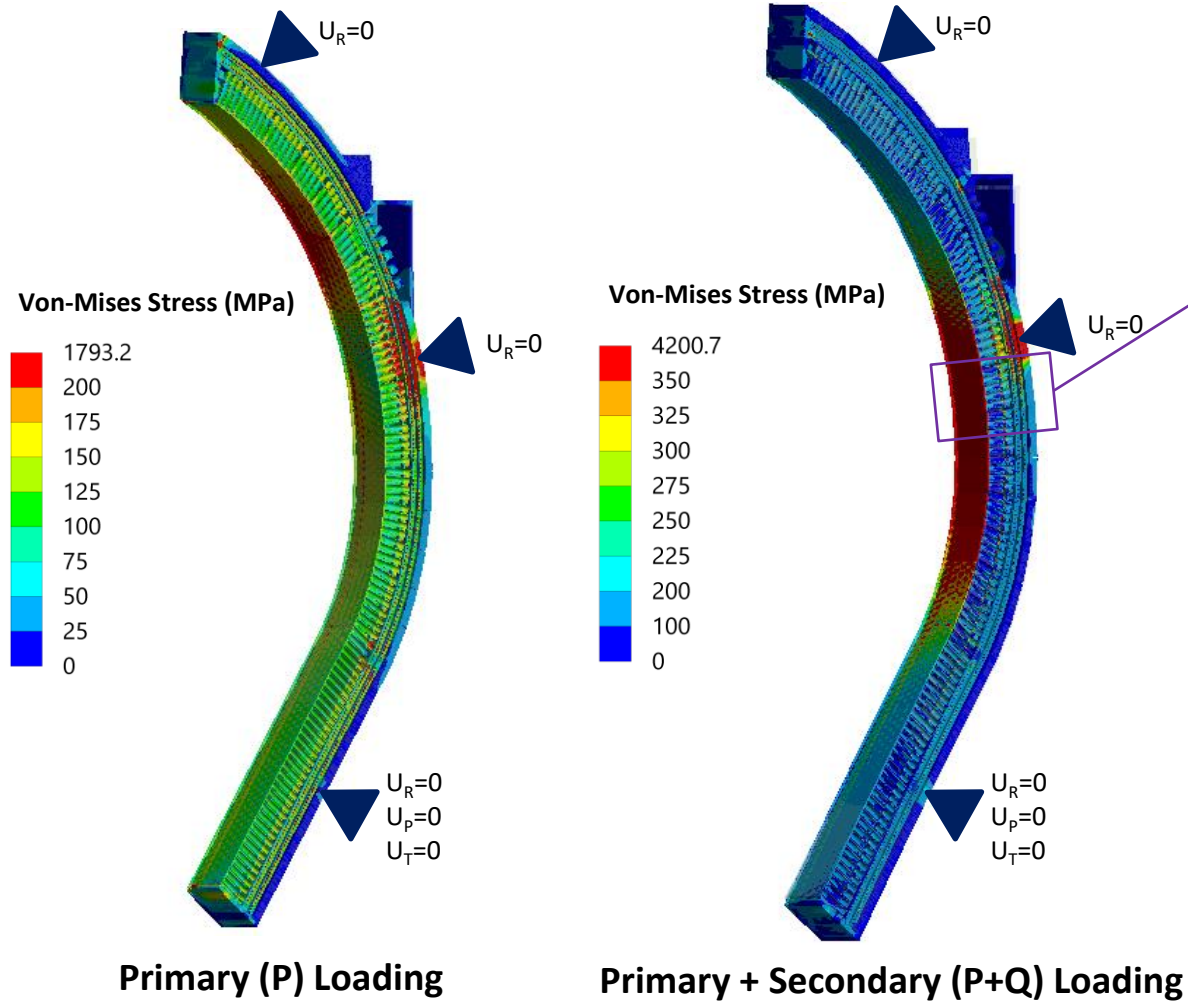 U_R=0
Von-Mises Stress (MPa)
1793.2
200
175
150
125
100
75
50
25
0
U_R=0
U_R=0
U_P=0
U_T=0
Primary (P) Loading
U_R=0
Von-Mises Stress (MPa)
4200.7
350
325
300
275
250
225
200
100
0
U_R=0
U_R=0
U_P=0
U_T=0
Primary + Secondary (P+Q) Loading